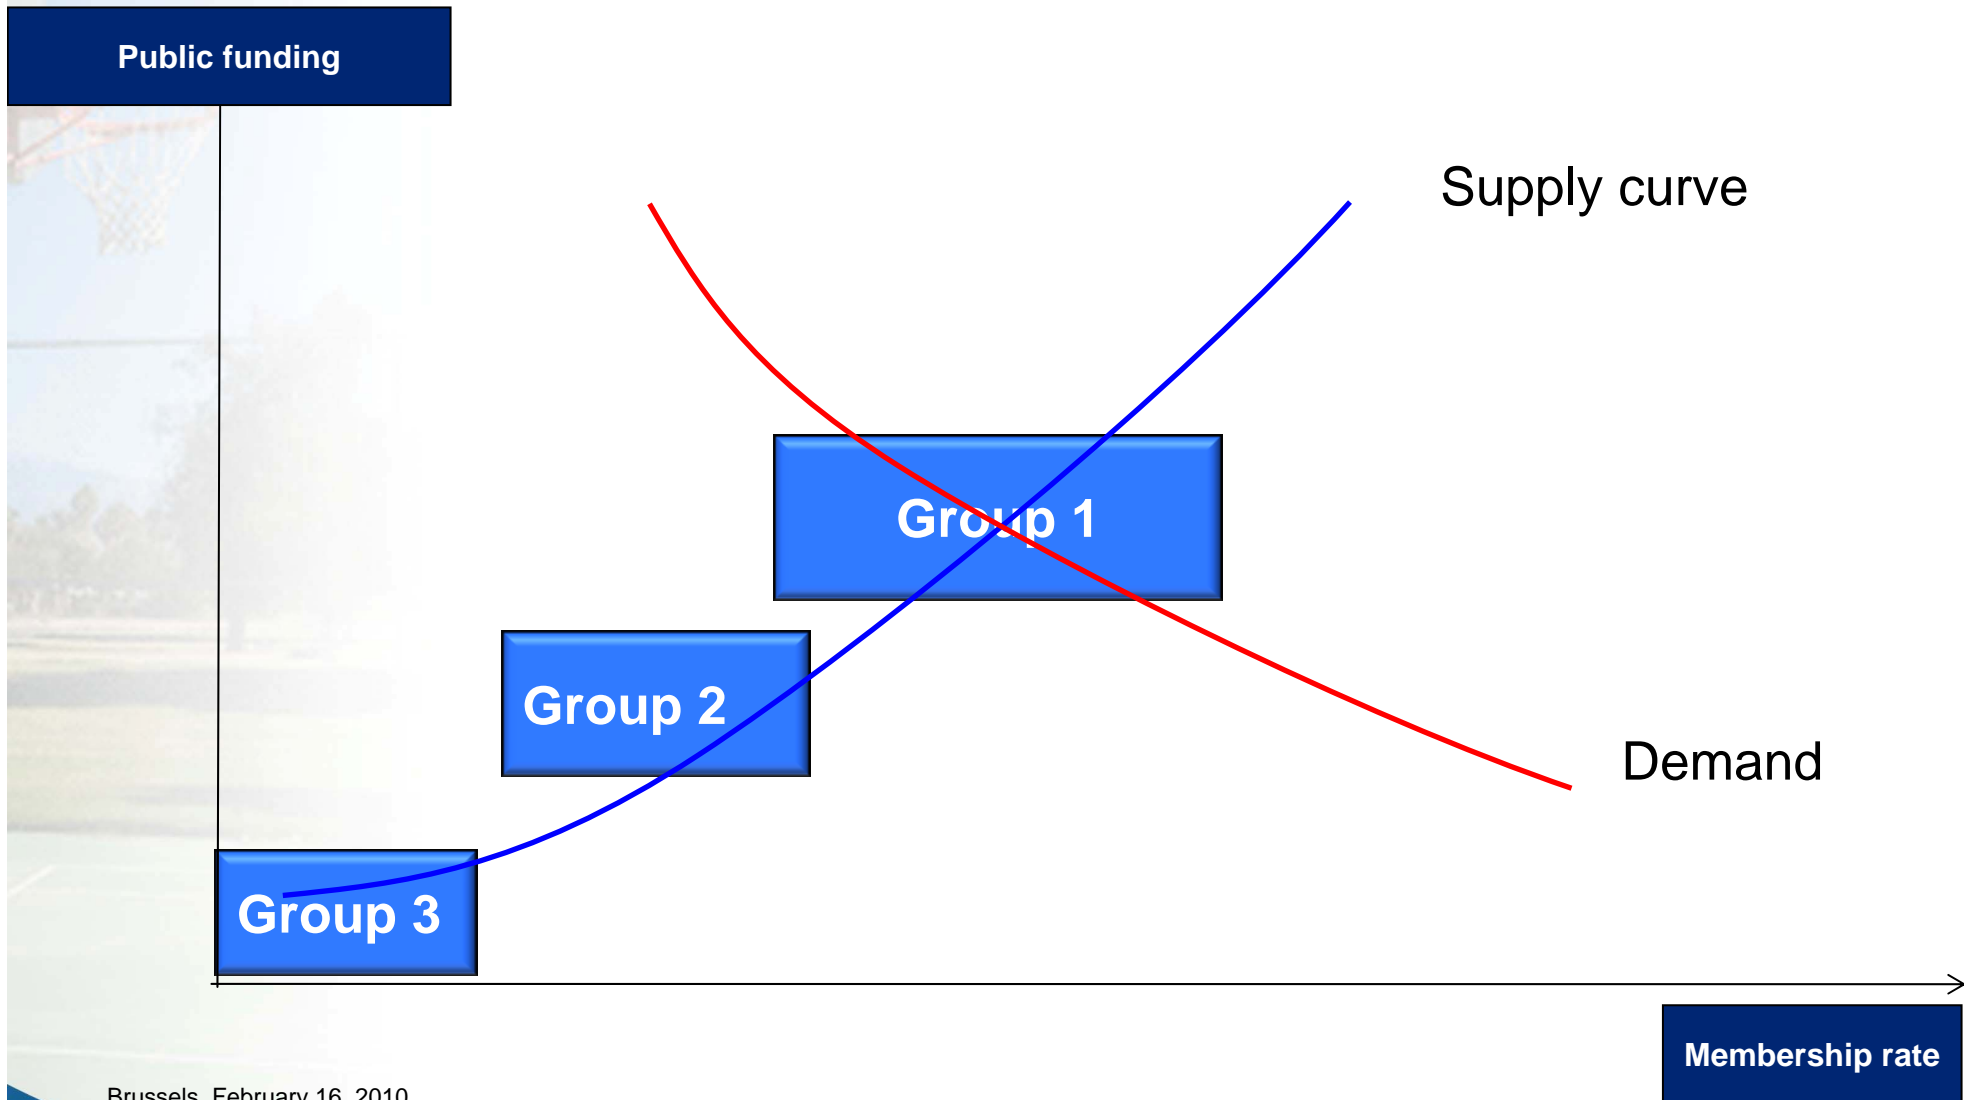 Public funding
Supply curve
Group 1
Group 2
Demand
Group 3
Membership rate
Brussels, February 16, 2010